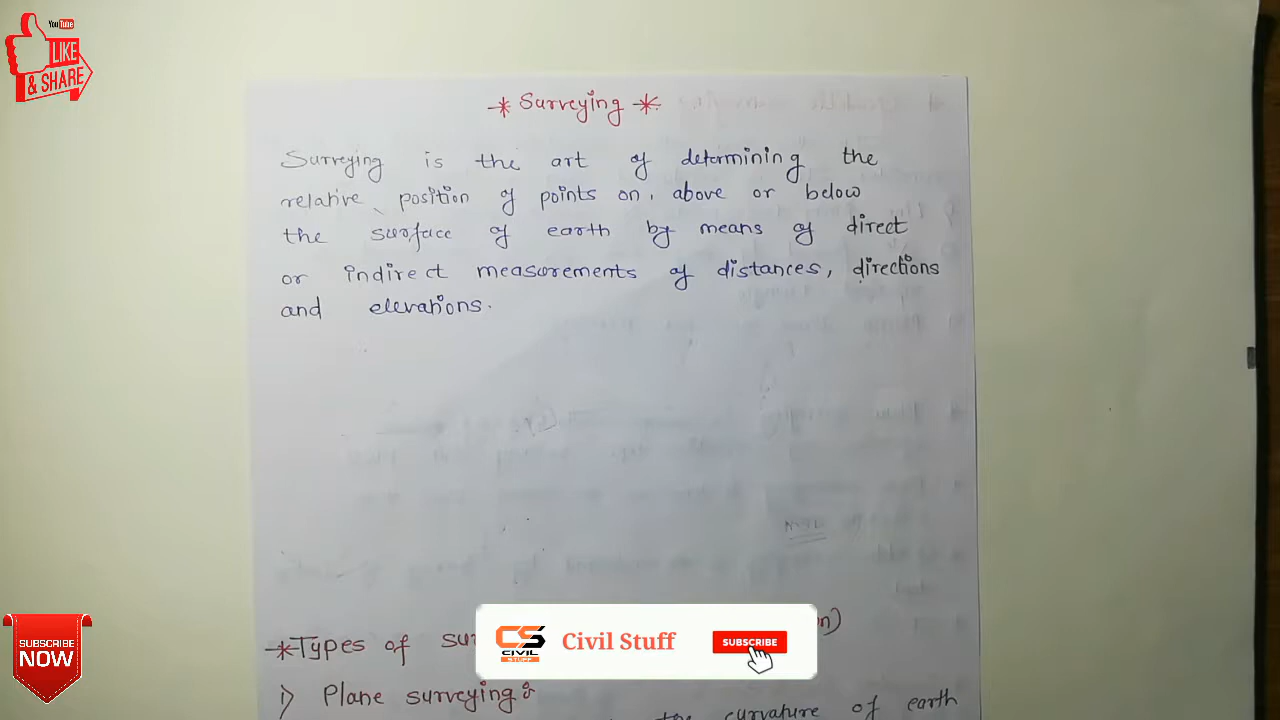 YouTube
LIKE
& SHARE
* Surveying *
Surveying is the art of determining the
relative position of points on, above or below
the surface of earth by means of direct
or indirect measurements of distances, directions
and elevations.
MSL
* Types of
1) Plane surveying :
the curvature of earth
SUBSCRIBE
NOW
CS
CIVIL
STUFF
Civil Stuff
SUBSCRIBE